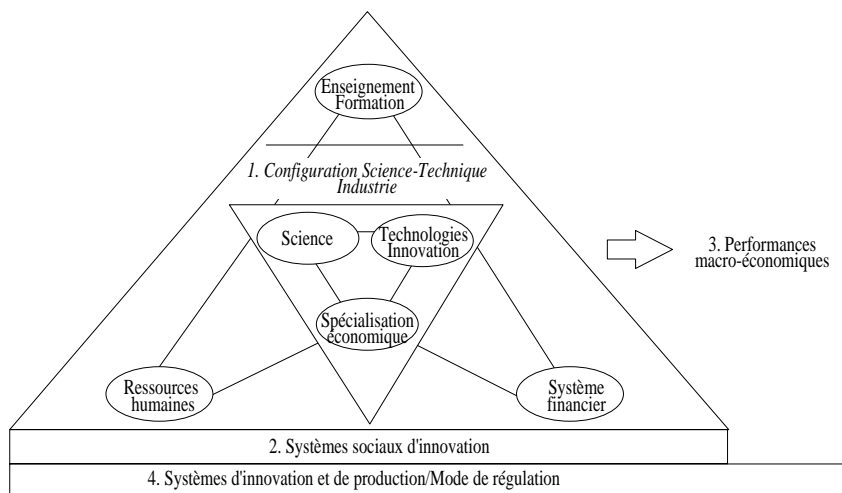 Enseignement
Formation
1. Configuration Science-Technique
Industrie
Science
Technologies
Innovation
3. Performances
macro-économiques
Spécialisation
économique
Ressources
humaines
Système
financier
2. Systèmes sociaux d'innovation
4. Systèmes d'innovation et de production/Mode de régulation